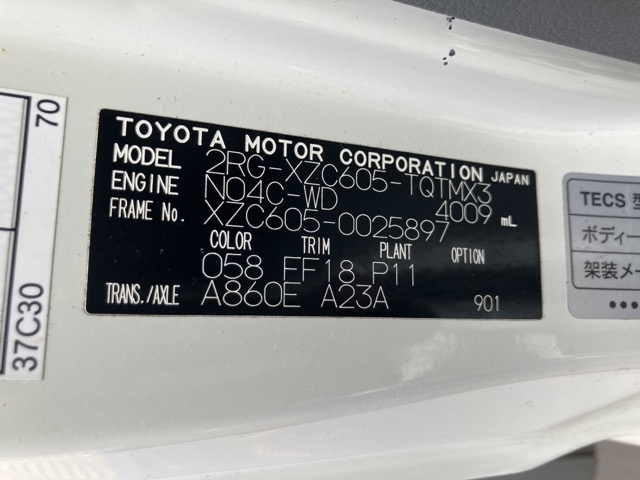 TOYOTA MOTOR CORPORATION JAPAN
MODEL 2RG-XZC605-TQTMX3
ENGINE N04C-WD 4009 mL
FRAME No. XZC605-0025897
COLOR TRIM PLANT OPTION
058 FF18 P11
TRANS./AXLE A860E A23A 901
70
37C30
TECS 型
ボディー
架装メー